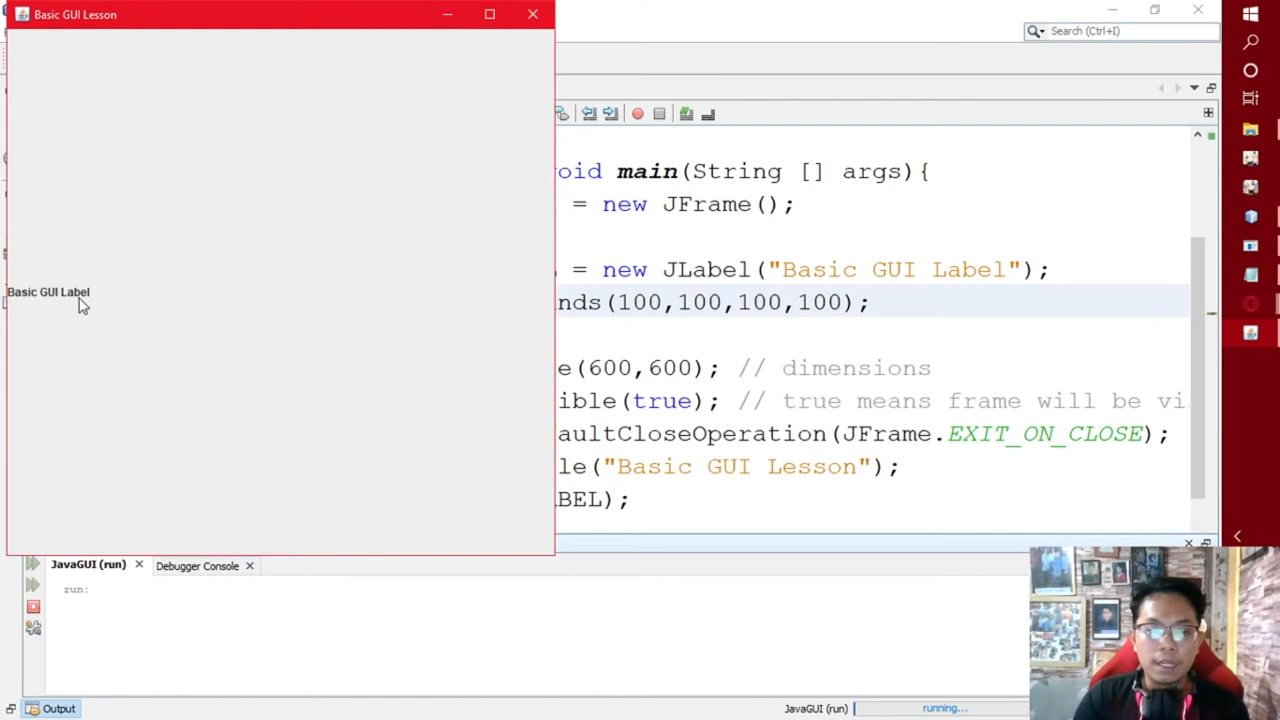 Basic GUI Lesson
Search (Ctrl+I)
oid main(String [] args){
= new JFrame ();
= new JLabel ("Basic GUI Label");
nds(100,100,100,100);
e(600,600); // dimensions
ible(true); // true means frame will be vi
aultCloseOperation(JFrame.EXIT_ON_CLOSE);
le("Basic GUI Lesson");
BEL);
Basic GUI Label
JavaGUI (run)
Debugger Console
run:
Output
JavaGUI (run)
running...